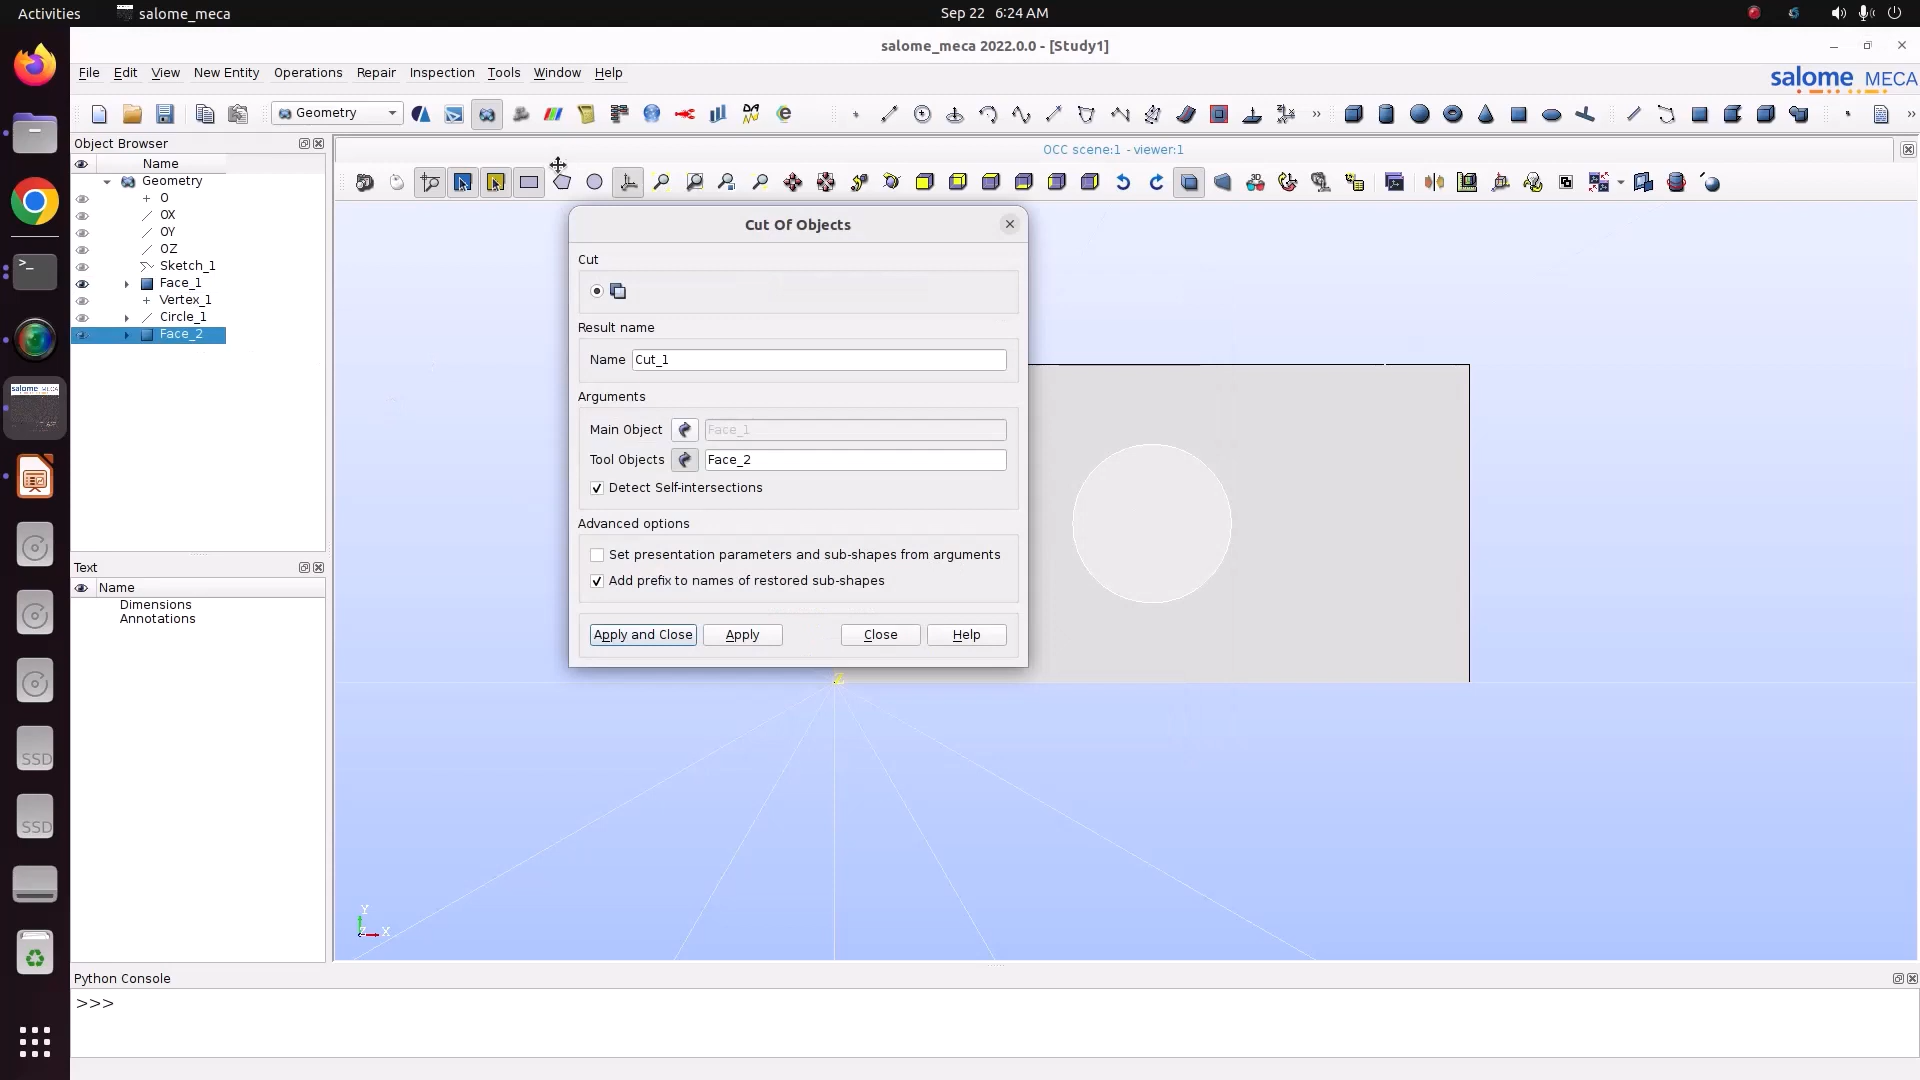 Activities
salome_meca
Sep 22 6:24 AM
salome_meca 2022.0.0 - [Study1]
File Edit View New Entity Operations Repair Inspection Tools Window Help
salome MECA
Geometry
Object Browser
OCC scene:1 - viewer:1
Name
Geometry
O
OX
OY
OZ
Sketch_1
Face_1
Vertex_1
Circle_1
Face_2
Cut Of Objects
Cut
Result name
Name Cut_1
Arguments
Main Object Face_1
Tool Objects Face_2
Detect Self-intersections
Advanced options
Set presentation parameters and sub-shapes from arguments
Add prefix to names of restored sub-shapes
Apply and Close Apply Close Help
Text
Name
Dimensions
Annotations
SSD
SSD
Z
Y
Z X
Python Console
>>>